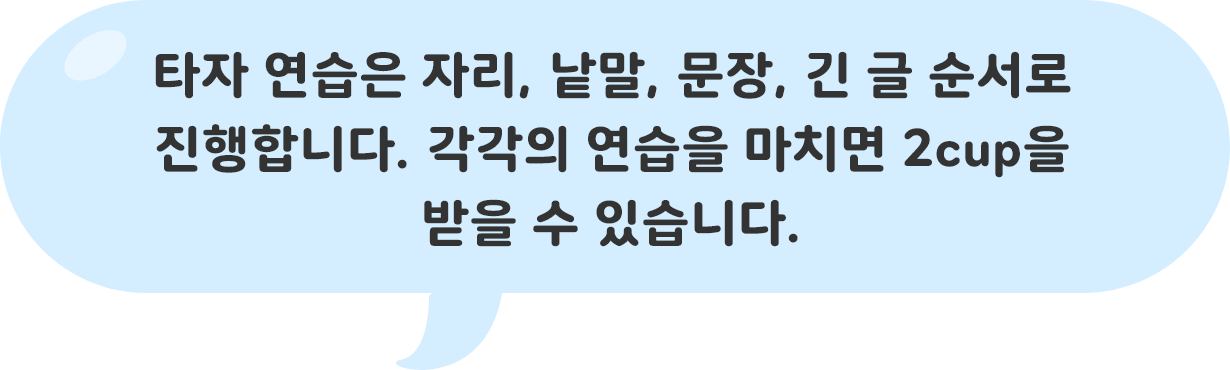 타자 연습은 자리, 낱말, 문장, 긴 글 순서로
진행합니다. 각각의 연습을 마치면 2cup을
받을 수 있습니다.